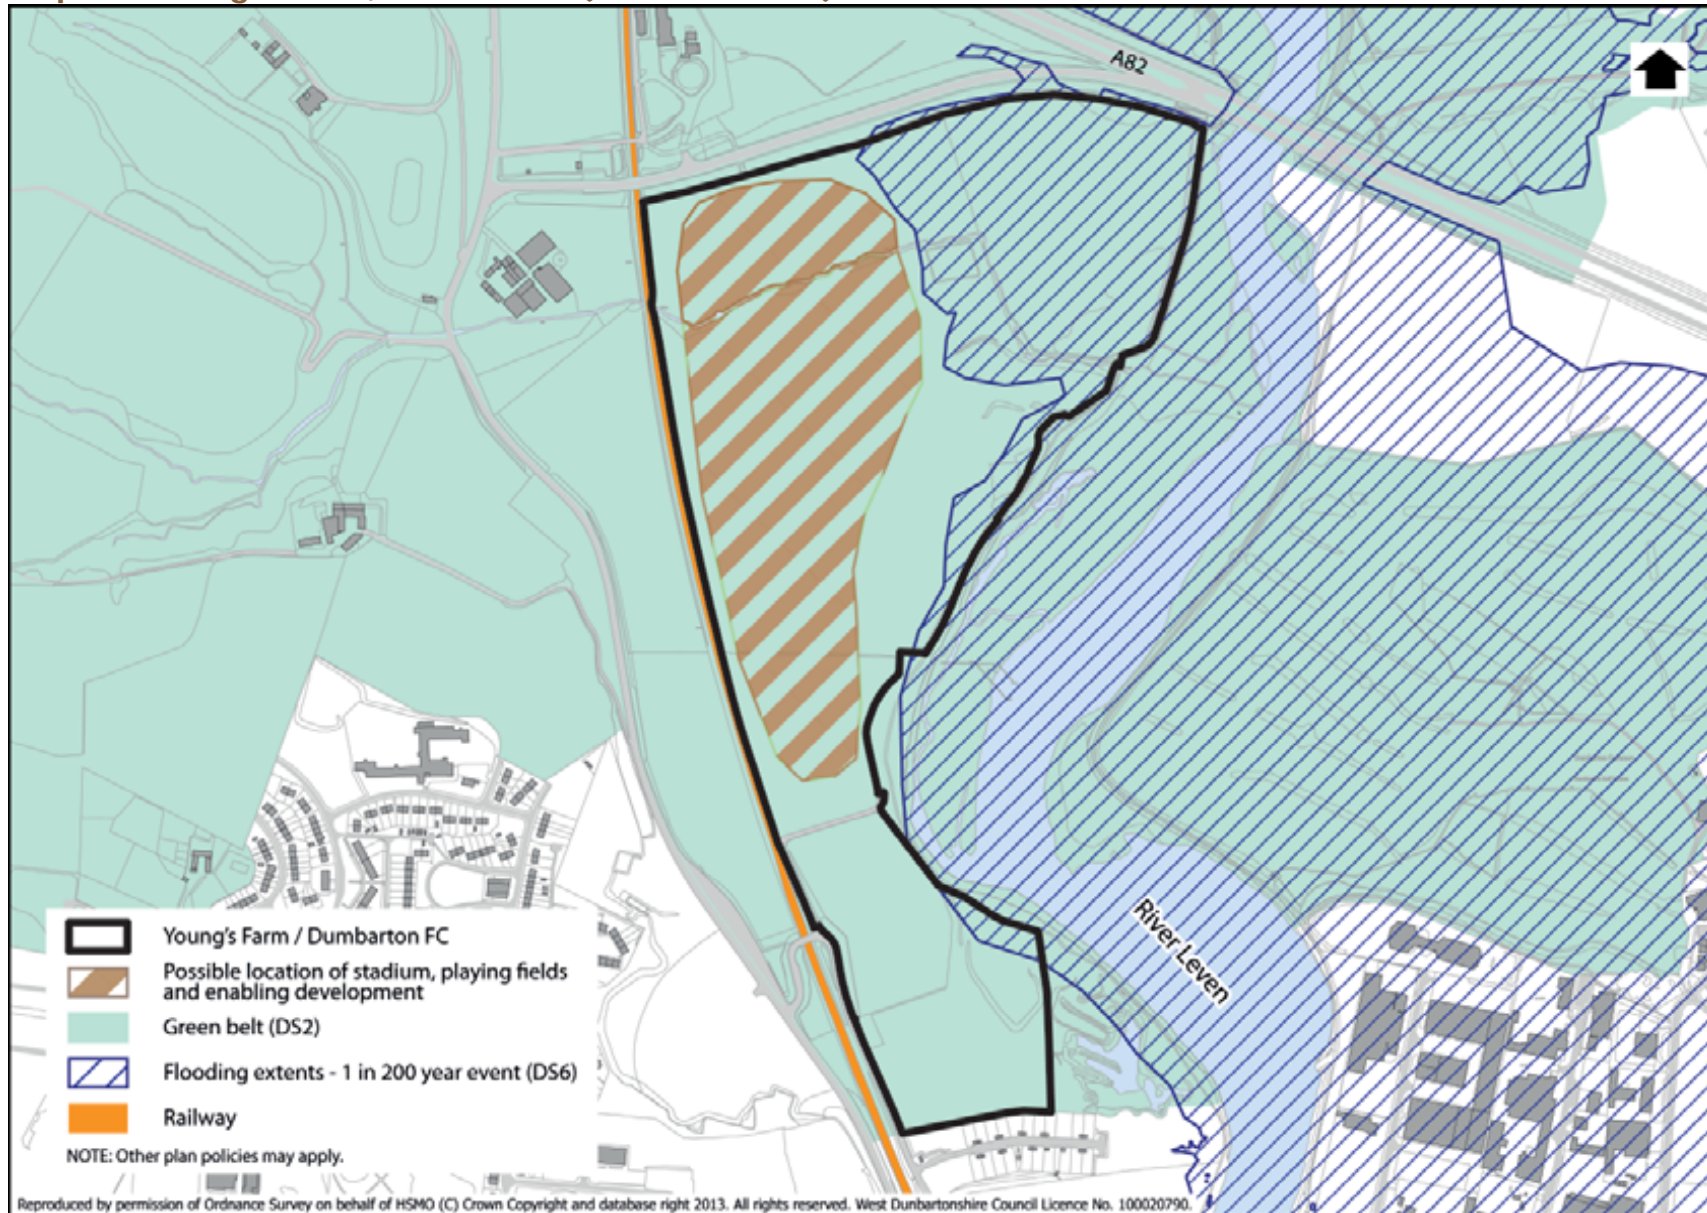 A82
River Leven
Young's Farm / Dumbarton FC
Possible location of stadium, playing fields
and enabling development
Green belt (DS2)
Flooding extents - 1 in 200 year event (DS6)
Railway
NOTE: Other plan policies may apply.
Reproduced by permission of Ordnance Survey on behalf of HSMO (C) Crown Copyright and database right 2013. All rights reserved. West Dunbartonshire Council Licence No. 100020790.